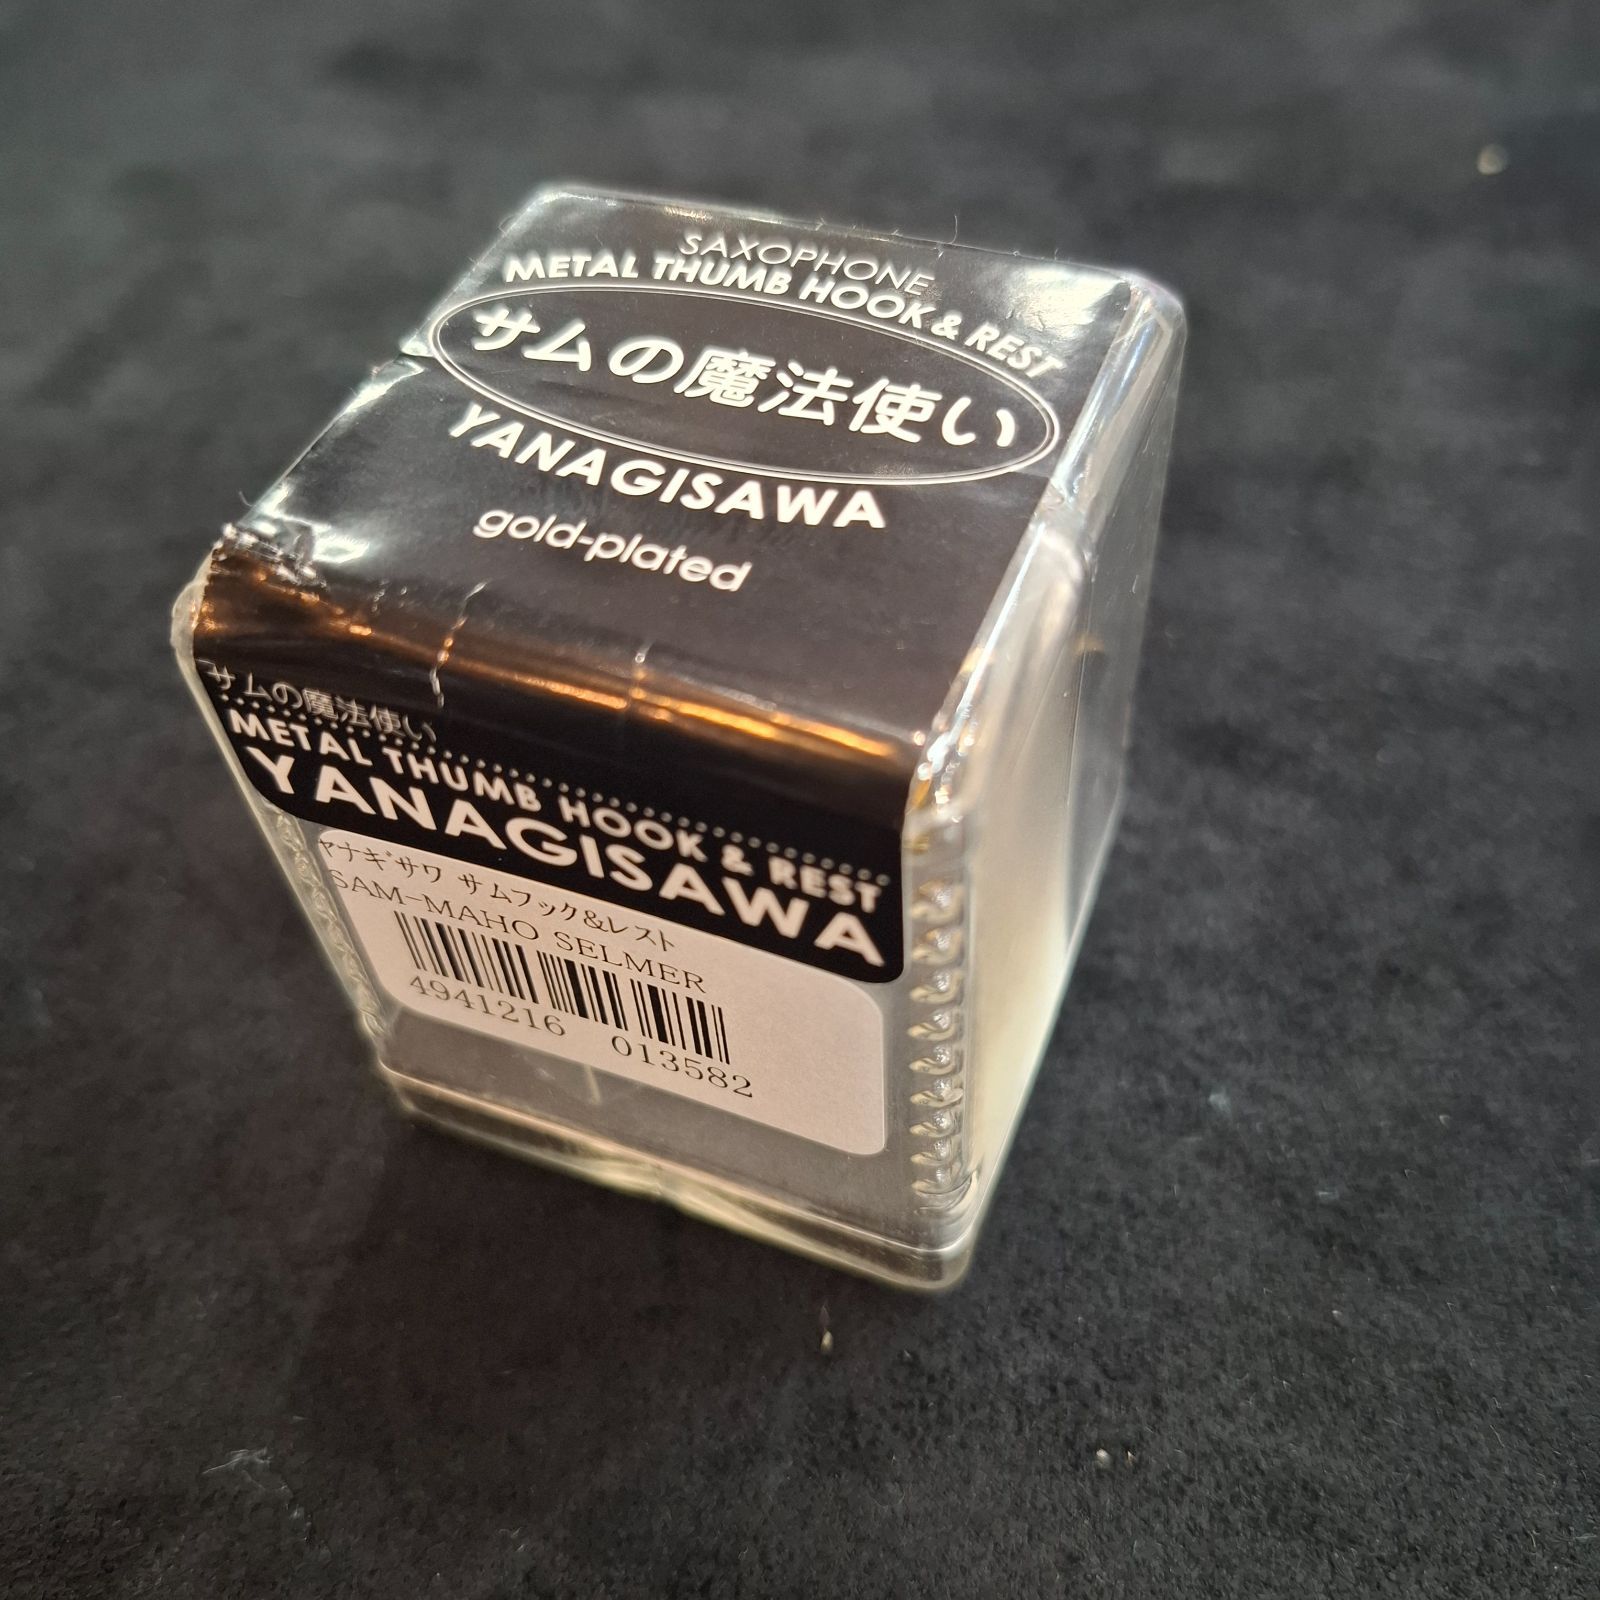 SAXOPHONE
METAL THUMB HOOK & REST
サムの魔法使い
YANAGISAWA
gold-plated
サムの魔法使い
METAL THUMB HOOK & REST
YANAGISAWA
ヤナギサワ サムフック&レスト
SAM-MAHO SELMER
4941216 013582